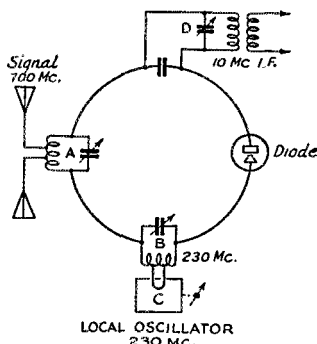 D
Signal
700 Mc.
10 Mc I.F.
A
Diode
B
230 Mc.
C
LOCAL OSCILLATOR
230 Mc.